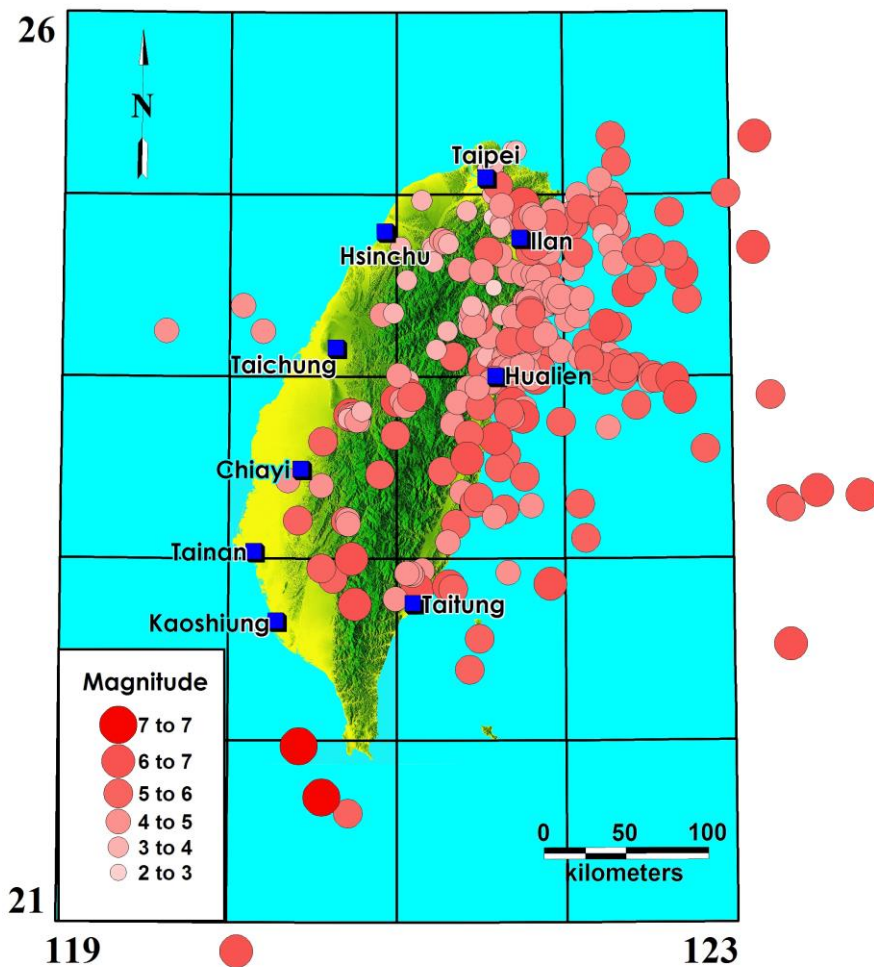 26
N
Taipei
Ilan
Hsinchu
Taichung
Hualien
Chiayi
Tainan
Taitung
Kaoshiung
Magnitude
7 to 7
6 to 7
5 to 6
4 to 5
3 to 4
2 to 3
0 50 100
kilometers
21
119 123